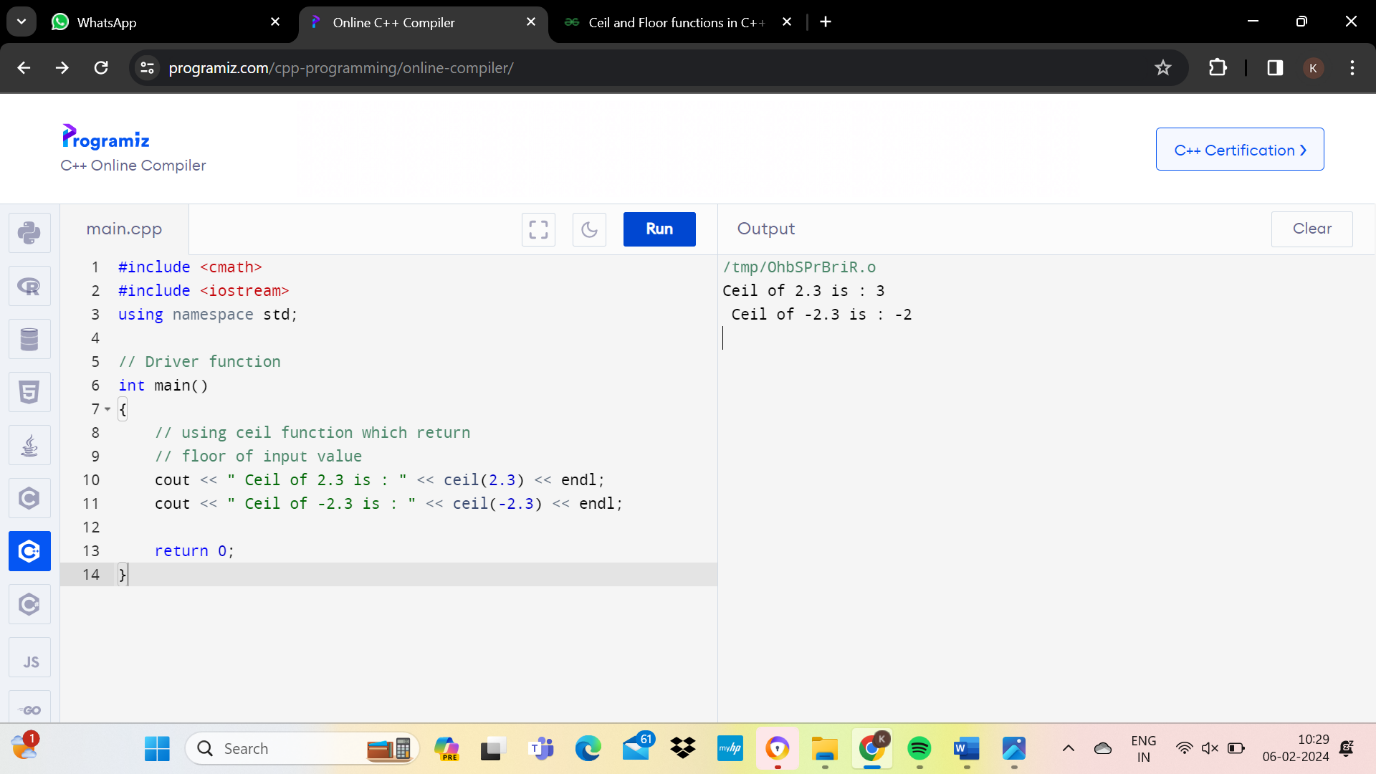 WhatsApp
Online C++ Compiler
Ceil and Floor functions in C++
programiz.com/cpp-programming/online-compiler/
K
Programiz
C++ Online Compiler
C++ Certification
main.cpp
Run
Output
Clear
1 #include <cmath>
2 #include <iostream>
3 using namespace std;
4
5 // Driver function
6 int main()
7 {
8 // using ceil function which return
9 // floor of input value
10 cout << " Ceil of 2.3 is : " << ceil(2.3) << endl;
11 cout << " Ceil of -2.3 is : " << ceil(-2.3) << endl;
12
13 return 0;
14 }
/tmp/OhbSPrBriR.o
Ceil of 2.3 is : 3
Ceil of -2.3 is : -2
JS
GO
1
Search
PRE
61
myhp
K
W
ENG
IN
10:29
06-02-2024